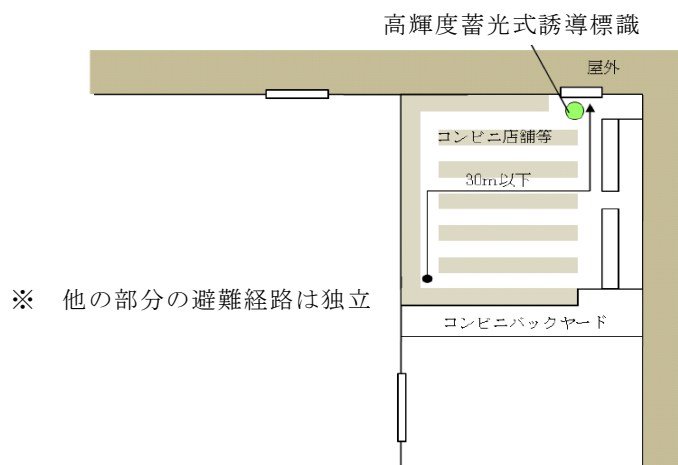 高輝度蓄光式誘導標識
屋外
コンビニ店舗等
30m以下
※　他の部分の避難経路は独立
コンビニバックヤード